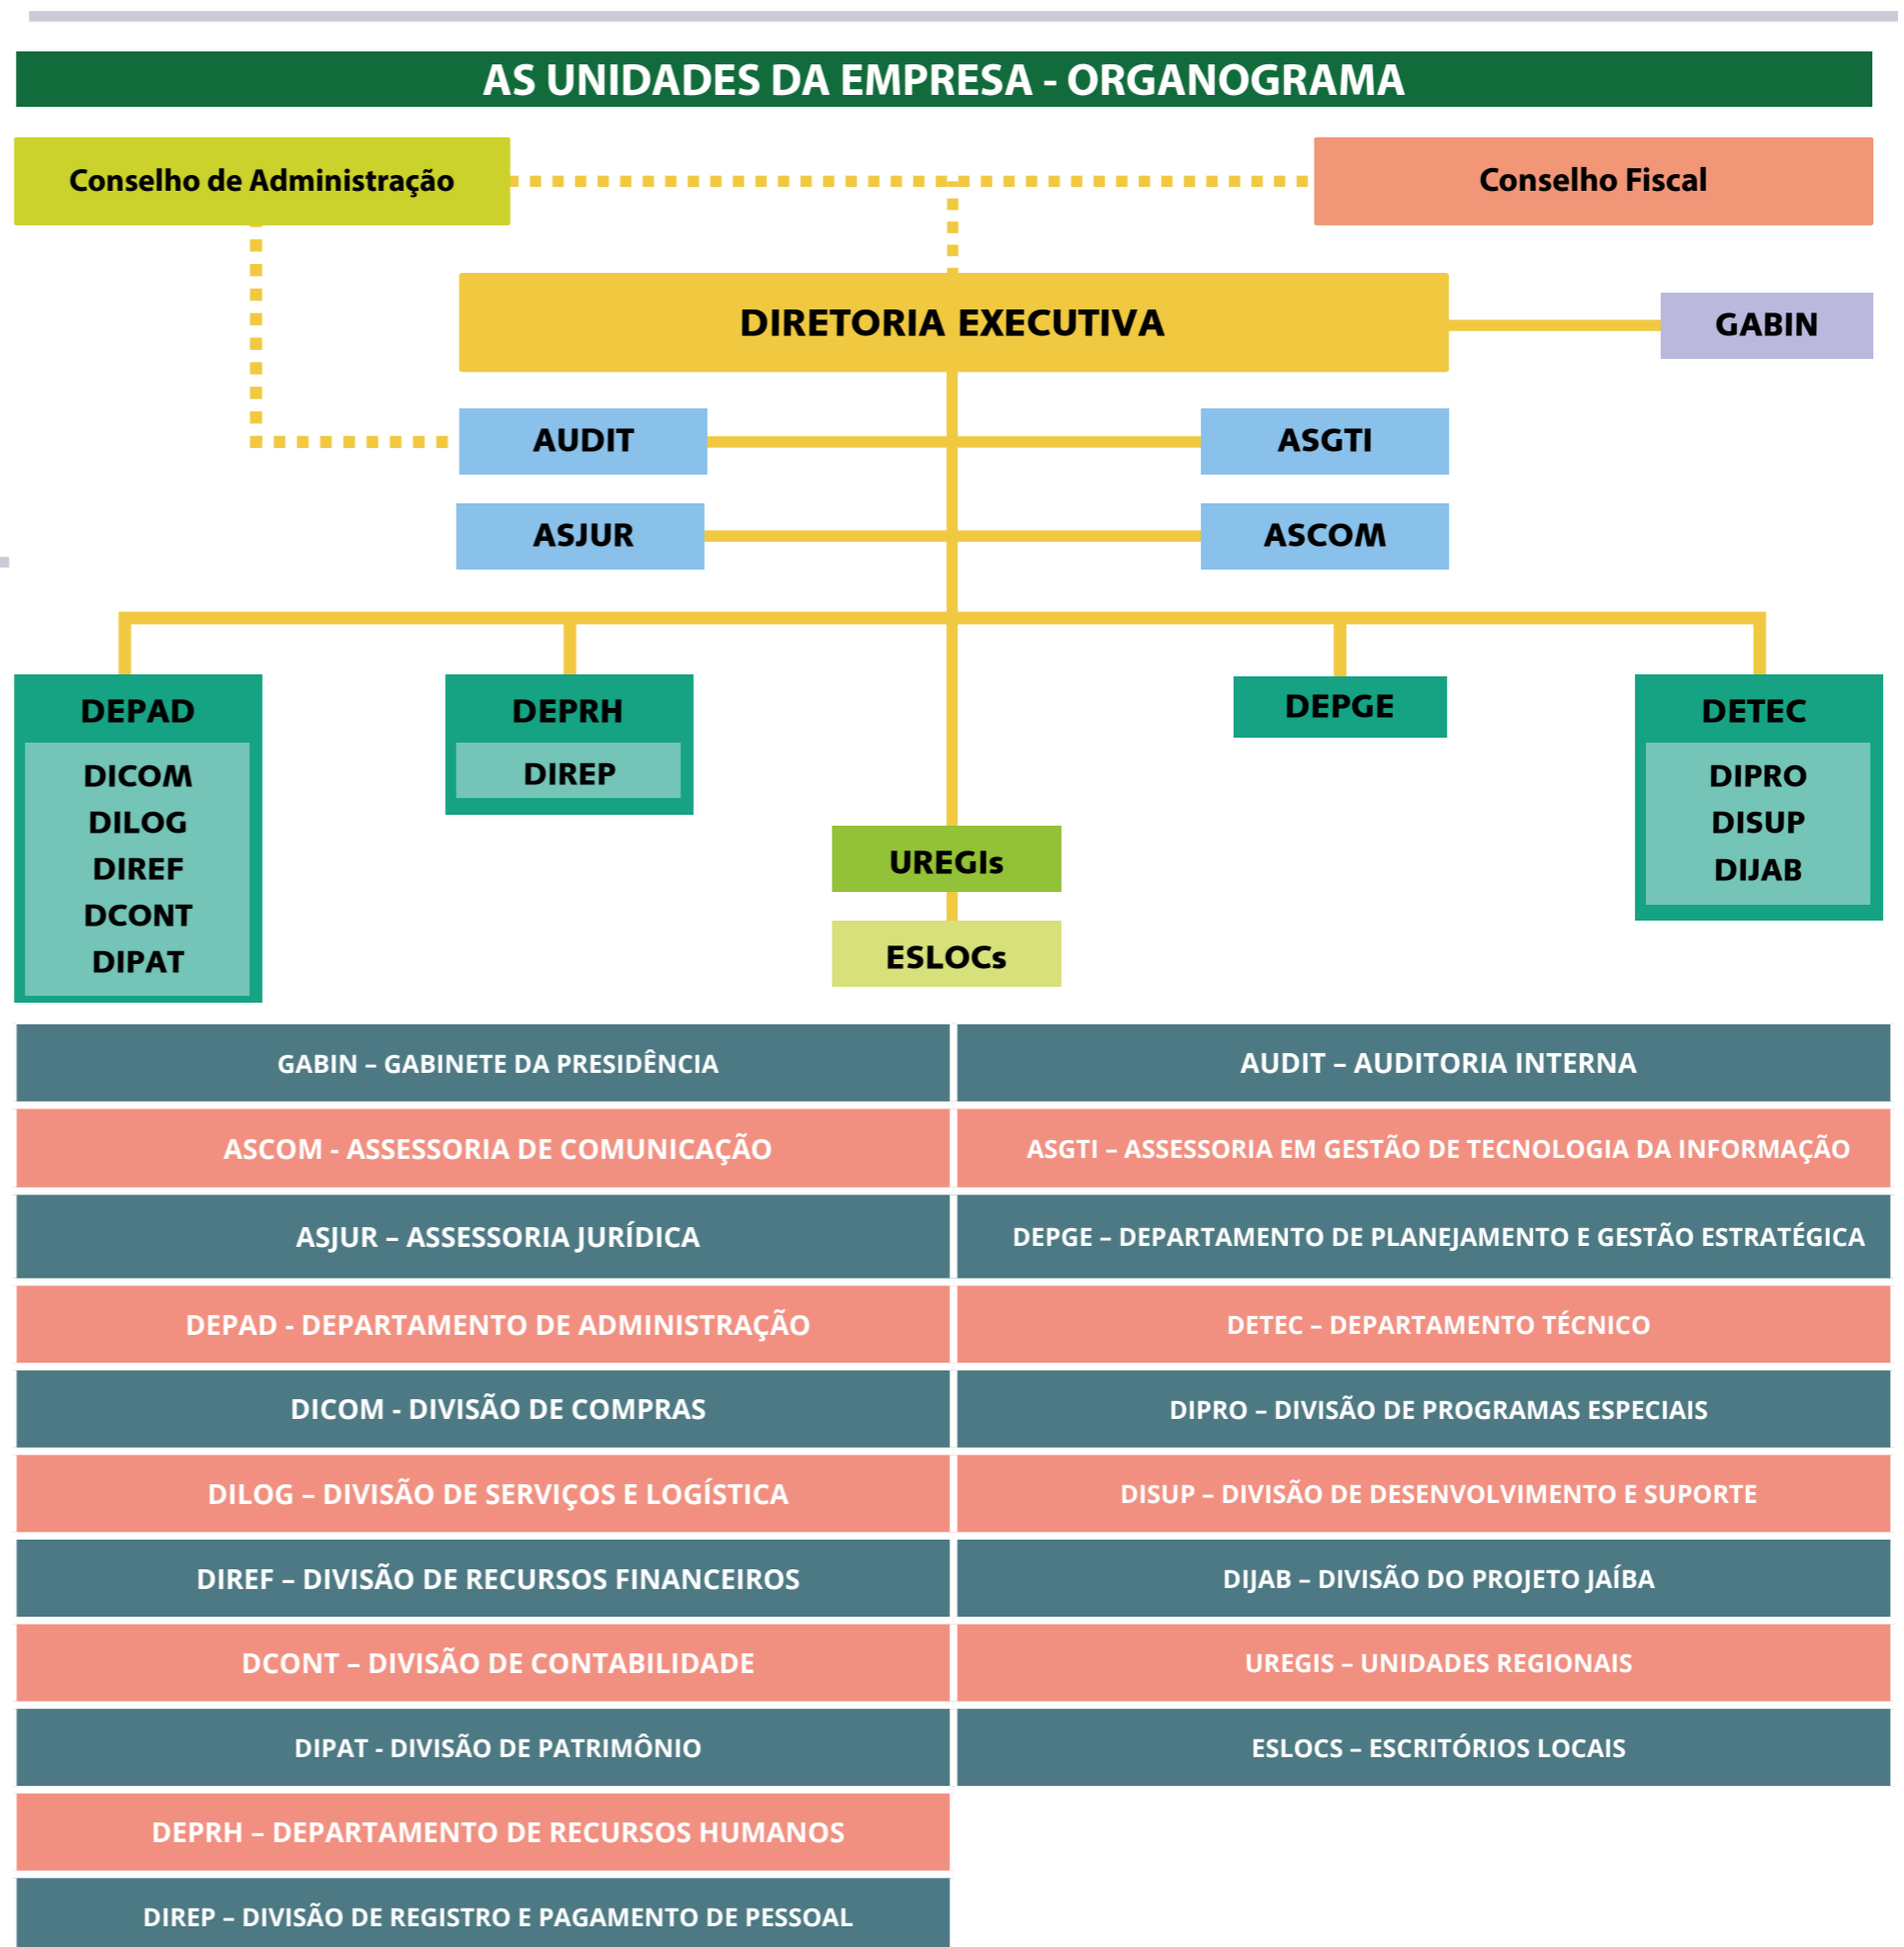 AS UNIDADES DA EMPRESA - ORGANOGRAMA
Conselho de Administração
Conselho Fiscal
DIRETORIA EXECUTIVA
GABIN
AUDIT
ASGTI
ASJUR
ASCOM
DEPAD
DICOM
DILOG
DIREF
DCONT
DIPAT
DEPRH
DIREP
UREGIs
ESLOCs
DEPGE
DETEC
DIPRO
DISUP
DIJAB
GABIN – GABINETE DA PRESIDÊNCIA
AUDIT – AUDITORIA INTERNA
ASCOM - ASSESSORIA DE COMUNICAÇÃO
ASGTI – ASSESSORIA EM GESTÃO DE TECNOLOGIA DA INFORMAÇÃO
ASJUR – ASSESSORIA JURÍDICA
DEPGE – DEPARTAMENTO DE PLANEJAMENTO E GESTÃO ESTRATÉGICA
DEPAD - DEPARTAMENTO DE ADMINISTRAÇÃO
DETEC – DEPARTAMENTO TÉCNICO
DICOM - DIVISÃO DE COMPRAS
DIPRO – DIVISÃO DE PROGRAMAS ESPECIAIS
DILOG – DIVISÃO DE SERVIÇOS E LOGÍSTICA
DISUP – DIVISÃO DE DESENVOLVIMENTO E SUPORTE
DIREF – DIVISÃO DE RECURSOS FINANCEIROS
DIJAB – DIVISÃO DO PROJETO JAÍBA
DCONT – DIVISÃO DE CONTABILIDADE
UREGIS – UNIDADES REGIONAIS
DIPAT - DIVISÃO DE PATRIMÔNIO
ESLOCS – ESCRITÓRIOS LOCAIS
DEPRH – DEPARTAMENTO DE RECURSOS HUMANOS
DIREP – DIVISÃO DE REGISTRO E PAGAMENTO DE PESSOAL